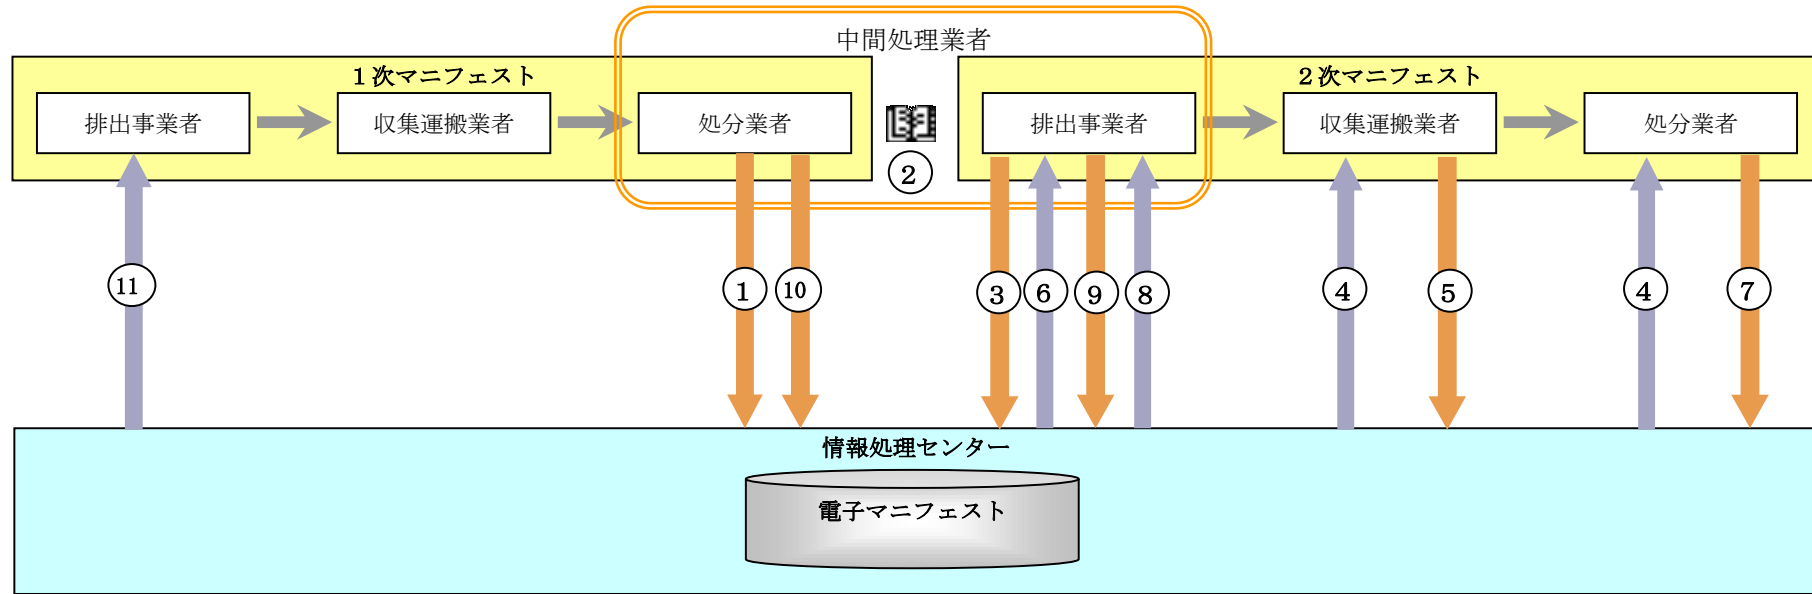 中間処理業者
１次マニフェスト
２次マニフェスト
排出事業者
収集運搬業者
処分業者
排出事業者
収集運搬業者
処分業者
②
⑪
①
⑩
③
⑥
⑨
⑧
④
⑤
④
⑦
情報処理センター
電子マニフェスト